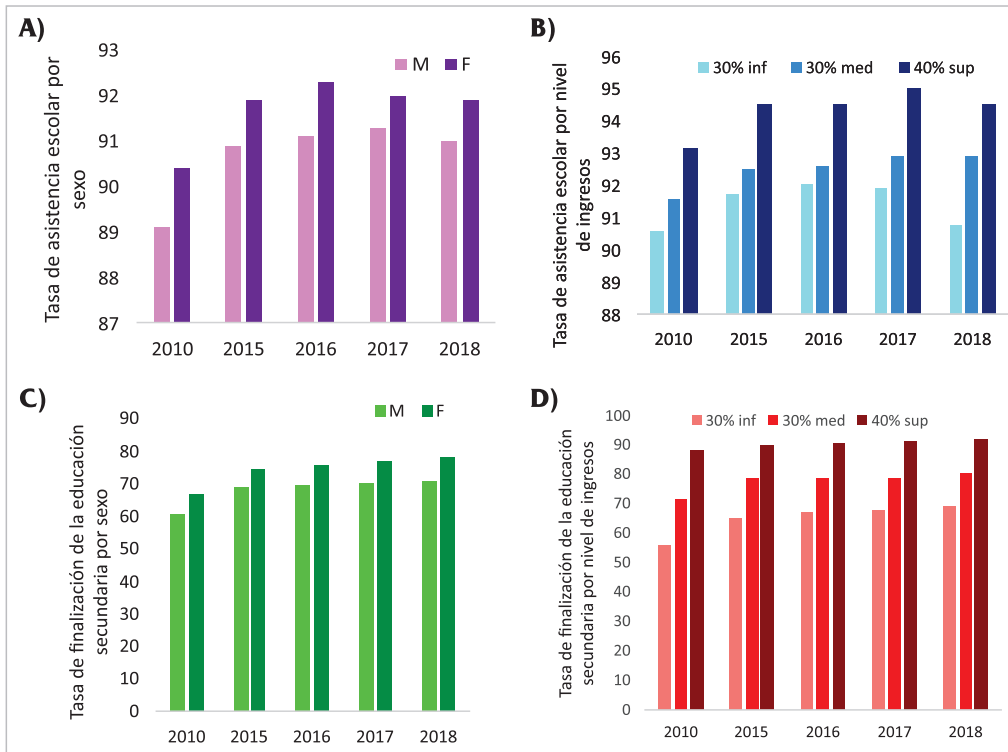 A)
Tasa de asistencia escolar por
sexo
M F
93
92
91
90
89
88
87
2010 2015 2016 2017 2018
B)
Tasa de asistencia escolar por nivel
de ingresos
30% inf 30% med 40% sup
96
95
94
93
92
91
90
89
88
2010 2015 2016 2017 2018
C)
Tasa de finalización de la educación
secundaria por sexo
M F
90
80
70
60
50
40
30
20
10
0
2010 2015 2016 2017 2018
D)
Tasa de finalización de la educación
secundaria por nivel de ingresos
30% inf 30% med 40% sup
100
90
80
70
60
50
40
30
20
10
0
2010 2015 2016 2017 2018